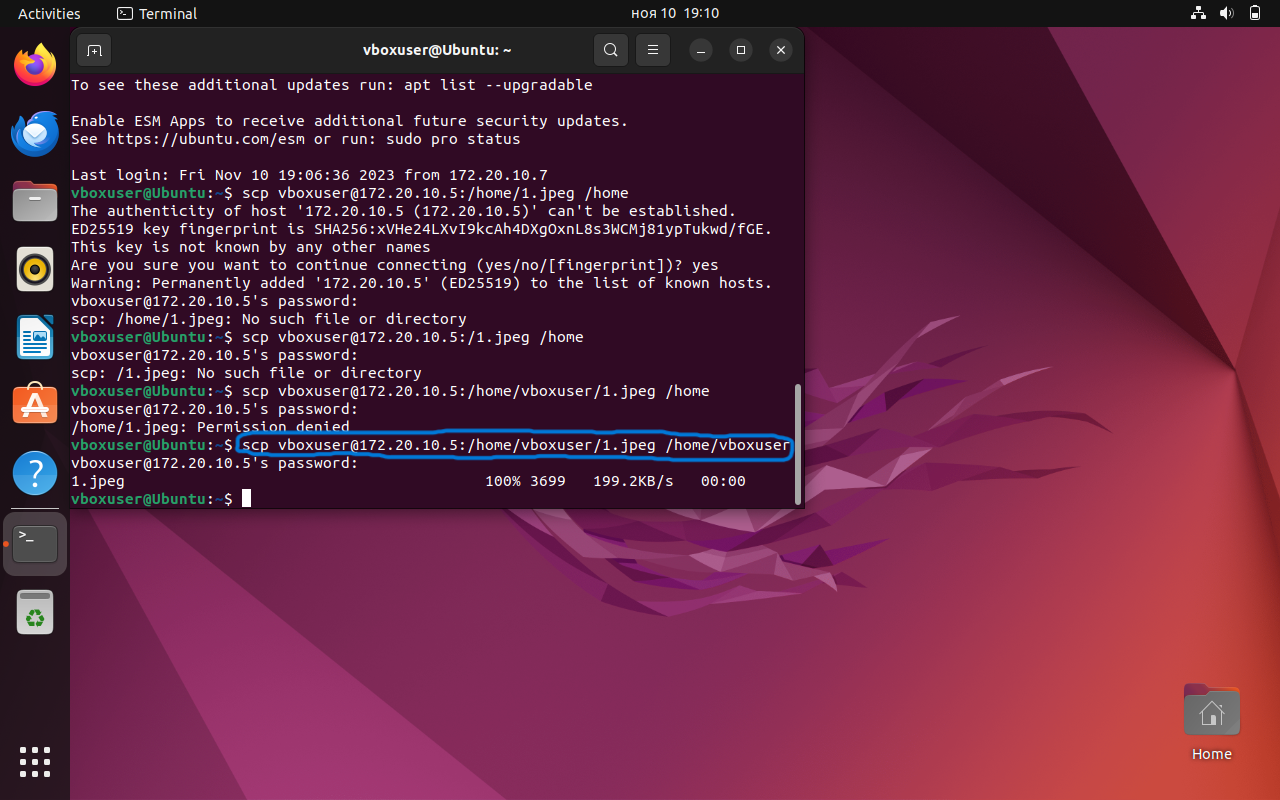 Activities
Terminal
ноя 10 19:10
vboxuser@Ubuntu: ~
To see these additional updates run: apt list --upgradable
Enable ESM Apps to receive additional future security updates.
See https://ubuntu.com/esm or run: sudo pro status
Last login: Fri Nov 10 19:06:36 2023 from 172.20.10.7
vboxuser@Ubuntu:~$ scp vboxuser@172.20.10.5:/home/1.jpeg /home
The authenticity of host '172.20.10.5 (172.20.10.5)' can't be established.
ED25519 key fingerprint is SHA256:xVHe24LXvI9kcAh4DXgOxnL8s3WCMj81ypTukwd/fGE.
This key is not known by any other names
Are you sure you want to continue connecting (yes/no/[fingerprint])? yes
Warning: Permanently added '172.20.10.5' (ED25519) to the list of known hosts.
vboxuser@172.20.10.5's password:
scp: /home/1.jpeg: No such file or directory
vboxuser@Ubuntu:~$ scp vboxuser@172.20.10.5:/1.jpeg /home
vboxuser@172.20.10.5's password:
scp: /1.jpeg: No such file or directory
vboxuser@Ubuntu:~$ scp vboxuser@172.20.10.5:/home/vboxuser/1.jpeg /home
vboxuser@172.20.10.5's password:
/home/1.jpeg: Permission denied
vboxuser@Ubuntu:~$ scp vboxuser@172.20.10.5:/home/vboxuser/1.jpeg /home/vboxuser
vboxuser@172.20.10.5's password:
1.jpeg 100% 3699 199.2KB/s 00:00
vboxuser@Ubuntu:~$
Home